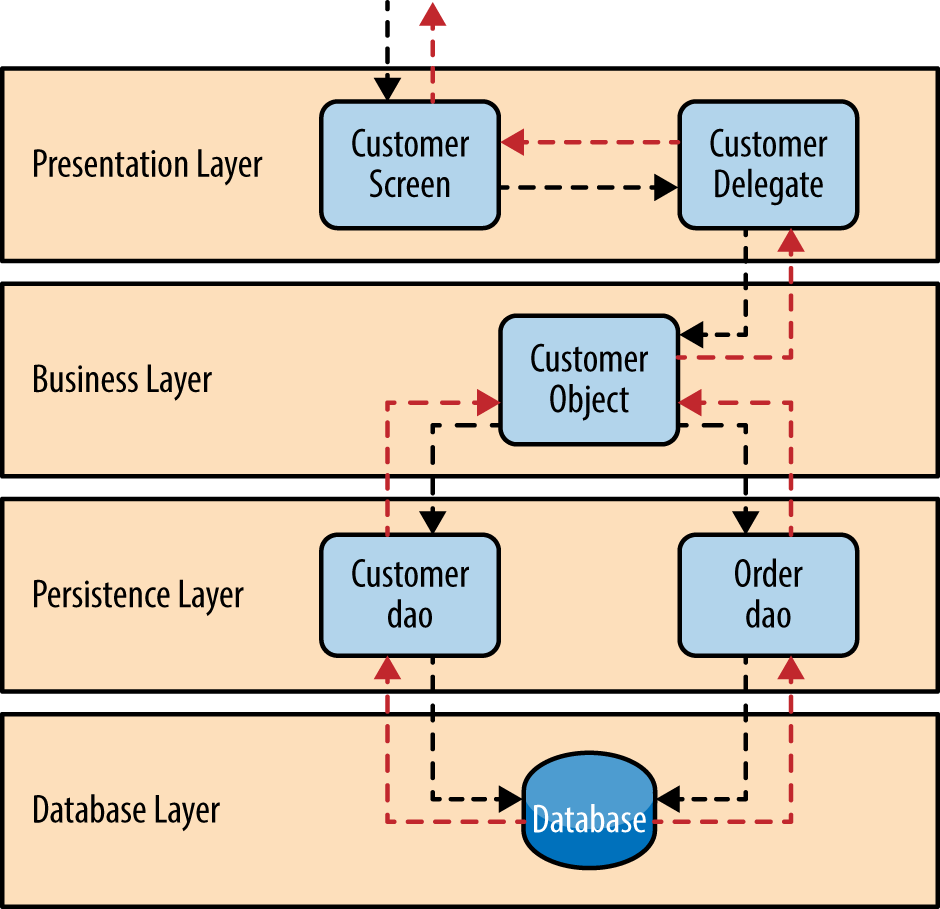 Presentation Layer
Customer
Screen
Customer
Delegate
Business Layer
Customer
Object
Persistence Layer
Customer
dao
Order
dao
Database Layer
Database